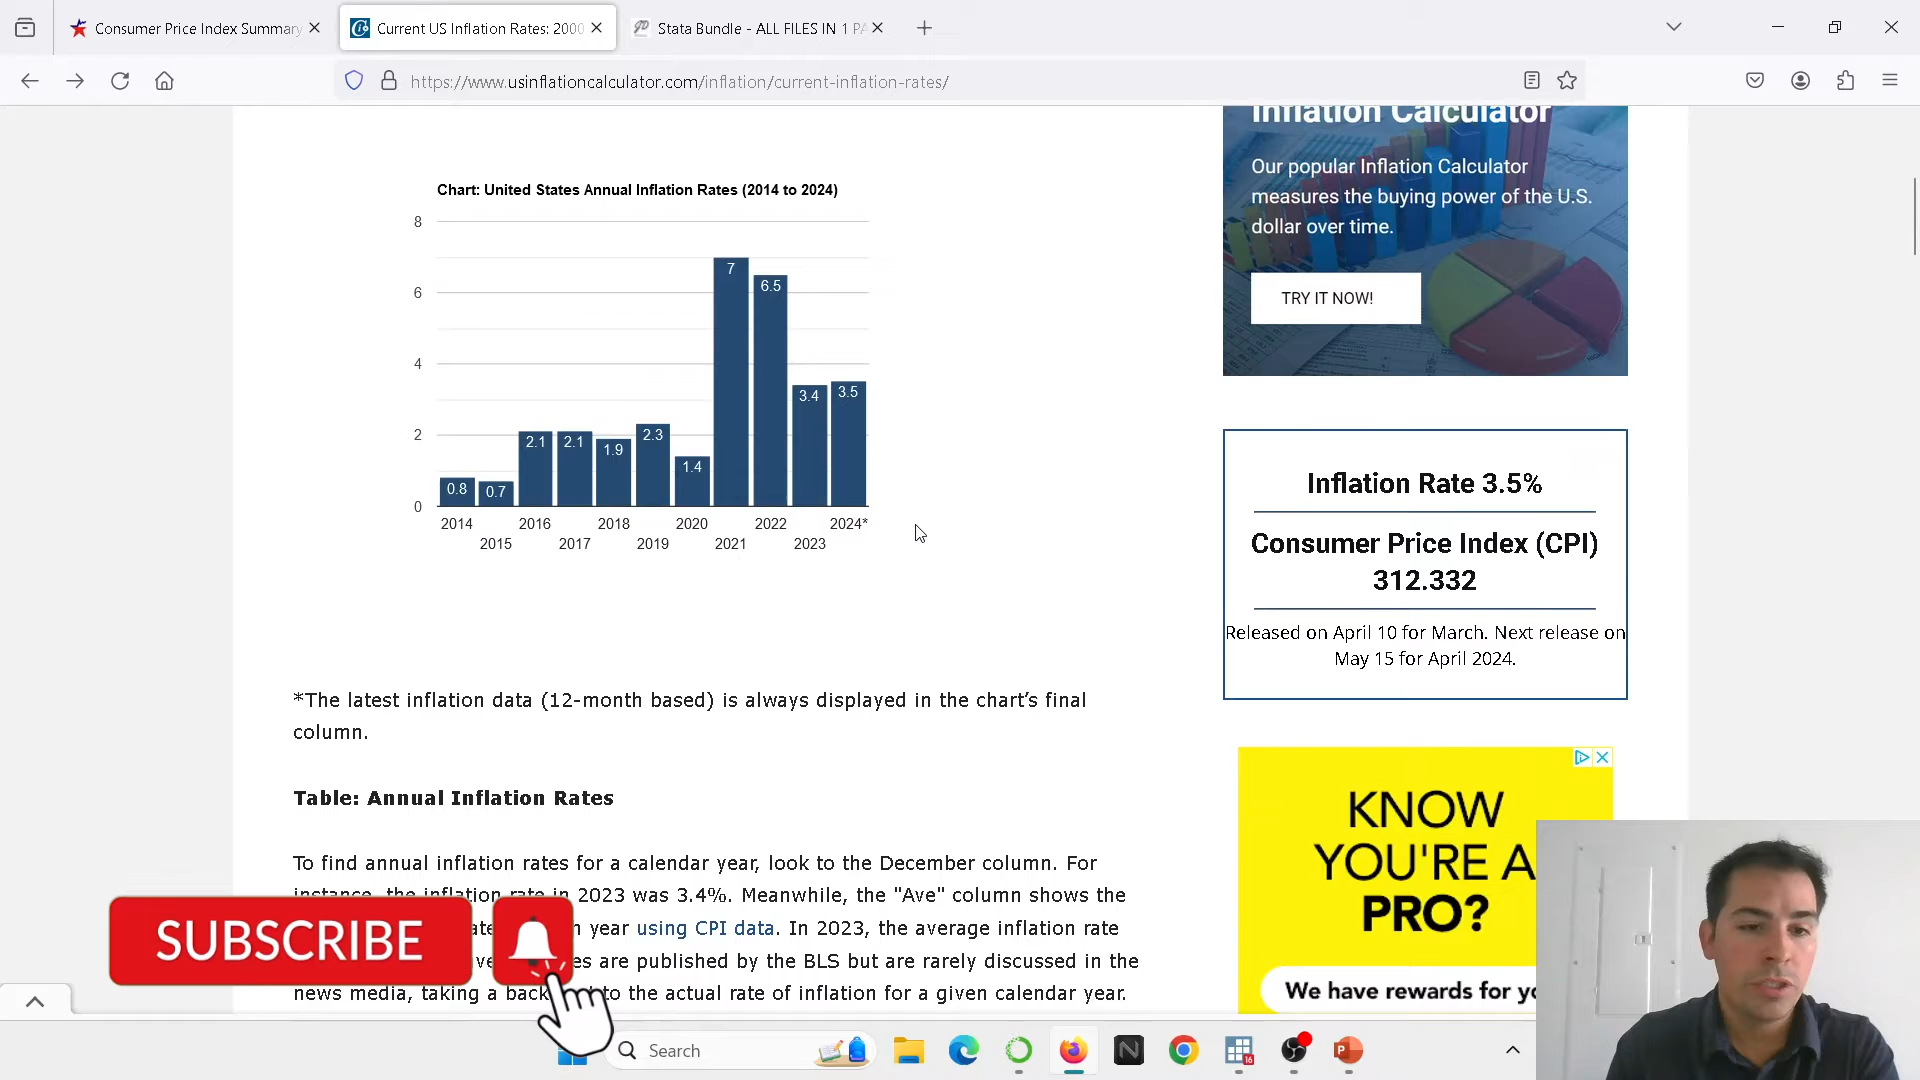 Consumer Price Index Summary
Current US Inflation Rates: 2000
Stata Bundle - ALL FILES IN 1 PA
https://www.usinflationcalculator.com/inflation/current-inflation-rates/
Chart: United States Annual Inflation Rates (2014 to 2024)
8
6
4
2
0
0.8
0.7
2.1
2.1
1.9
2.3
1.4
7
6.5
3.4
3.5
2014
2015
2016
2017
2018
2019
2020
2021
2022
2023
2024*
*The latest inflation data (12-month based) is always displayed in the chart’s final
column.
Table: Annual Inflation Rates
To find annual inflation rates for a calendar year, look to the December column. For
instance, the inflation rate in 2023 was 3.4%. Meanwhile, the "Ave" column shows the
year using CPI data. In 2023, the average inflation rate
are published by the BLS but are rarely discussed in the
news media, taking a back to the actual rate of inflation for a given calendar year.
Inflation Calculator
Our popular Inflation Calculator
measures the buying power of the U.S.
dollar over time.
TRY IT NOW!
Inflation Rate 3.5%
Consumer Price Index (CPI)
312.332
Released on April 10 for March. Next release on
May 15 for April 2024.
KNOW
YOU'RE A
PRO?
We have rewards for yo
SUBSCRIBE
Search
16